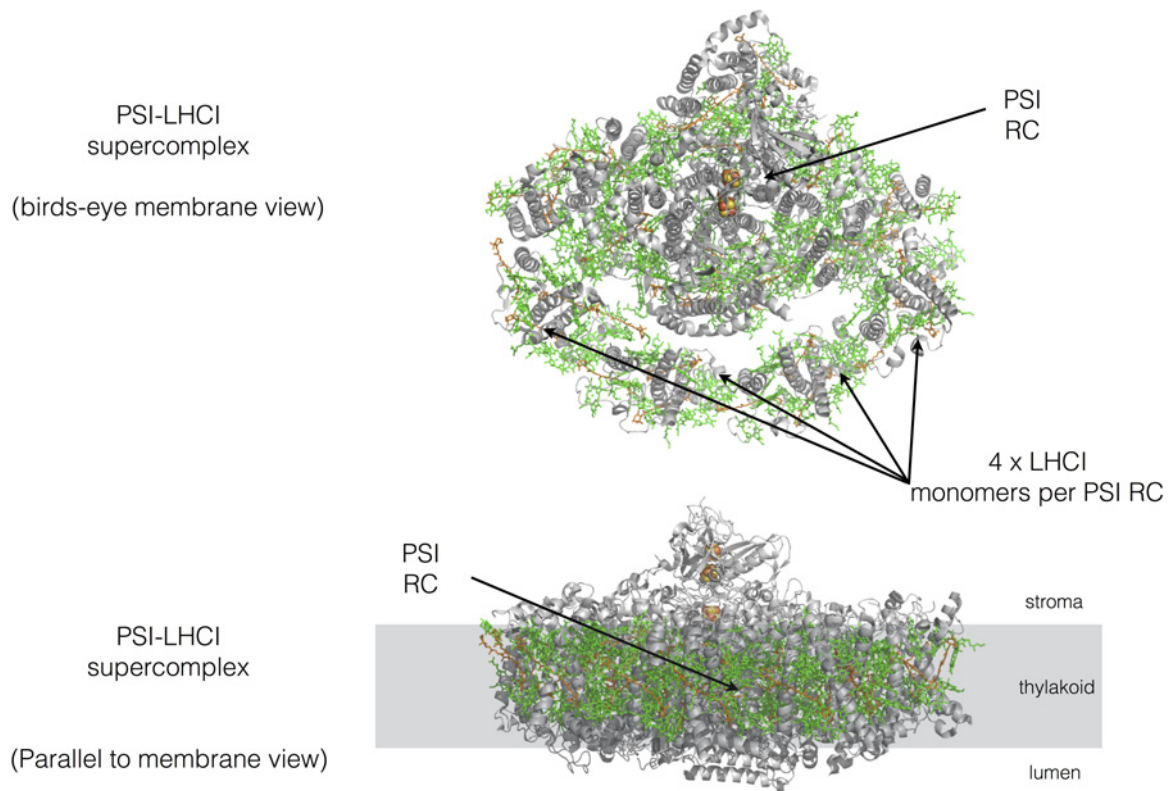 PSI-LHCI
supercomplex
(birds-eye membrane view)
PSI
RC
4 x LHCI
monomers per PSI RC
PSI
RC
PSI-LHCI
supercomplex
(Parallel to membrane view)
stroma
thylakoid
lumen